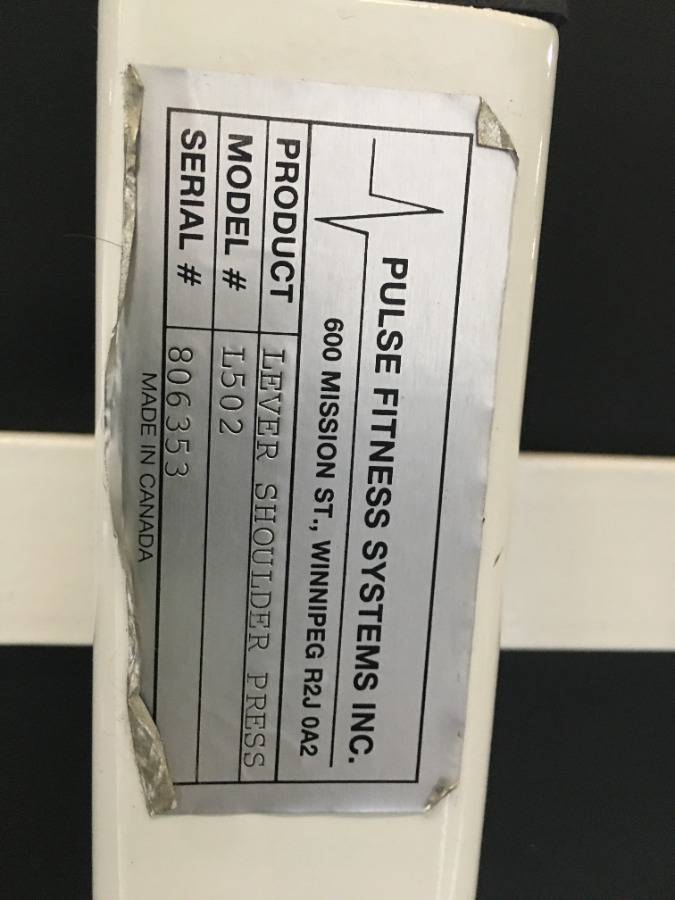 PULSE FITNESS SYSTEMS INC.
600 MISSION ST., WINNIPEG R2J 0A2
PRODUCT LEVER SHOULDER PRESS
MODEL # L502
SERIAL # 806353
MADE IN CANADA